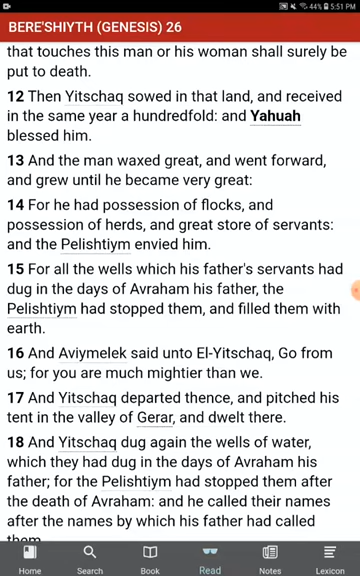 44% 5:51 PM
BERE'SHIYTH (GENESIS) 26
that touches this man or his woman shall surely be
put to death.
12 Then Yitschaq sowed in that land, and received
in the same year a hundredfold: and Yahuah
blessed him.
13 And the man waxed great, and went forward,
and grew until he became very great:
14 For he had possession of flocks, and
possession of herds, and great store of servants:
and the Pelishtiym envied him.
15 For all the wells which his father's servants had
dug in the days of Avraham his father, the
Pelishtiym had stopped them, and filled them with
earth.
16 And Aviymelek said unto El-Yitschaq, Go from
us; for you are much mightier than we.
17 And Yitschaq departed thence, and pitched his
tent in the valley of Gerar, and dwelt there.
18 And Yitschaq dug again the wells of water,
which they had dug in the days of Avraham his
father; for the Pelishtiym had stopped them after
the death of Avraham: and he called their names
after the names by which his father had called
them.
Home Search Book Read Notes Lexicon